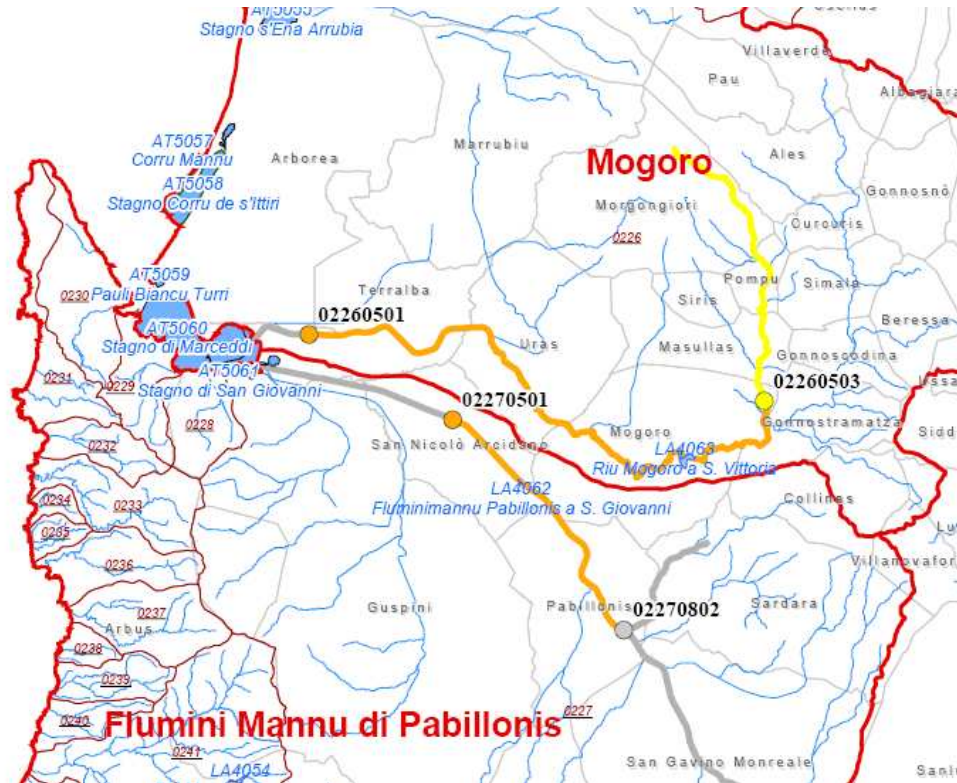 AT5055
Stagno s'Ena Arrubia
Villaverde
Pau
Albagiara
AT5057
Corru Mannu
Arborea
Marrubiu
Mogoro
Ales
AT5058
Stagno Corru de s'Ittiri
Morgongiori
Gonnosnò
Curcuris
0226
AT5059
Pauli Biancu Turri
0230
Terralba
Pompu
Simala
Siris
02260501
AT5060
Stagno di Marceddì
Uras
Masullas
Beressa
Gonnoscodina
AT5061
Stagno di San Giovanni
0231
0229
02260503
02270501
Gonnostramatza
0228
San Nicolò Arcidano
Mogoro
0232
LA4063
Riu Mogoro a S. Vittoria
LA4062
Fluminimannu Pabillonis a S. Giovanni
Collinas
0234
0233
0235
0236
Villanovafor
Guspini
Pabillonis
02270802
Sardara
0237
Arbus
0238
0239
0240
Flumini Mannu di Pabillonis
0227
0241
San Gavino Monreale
LA4054